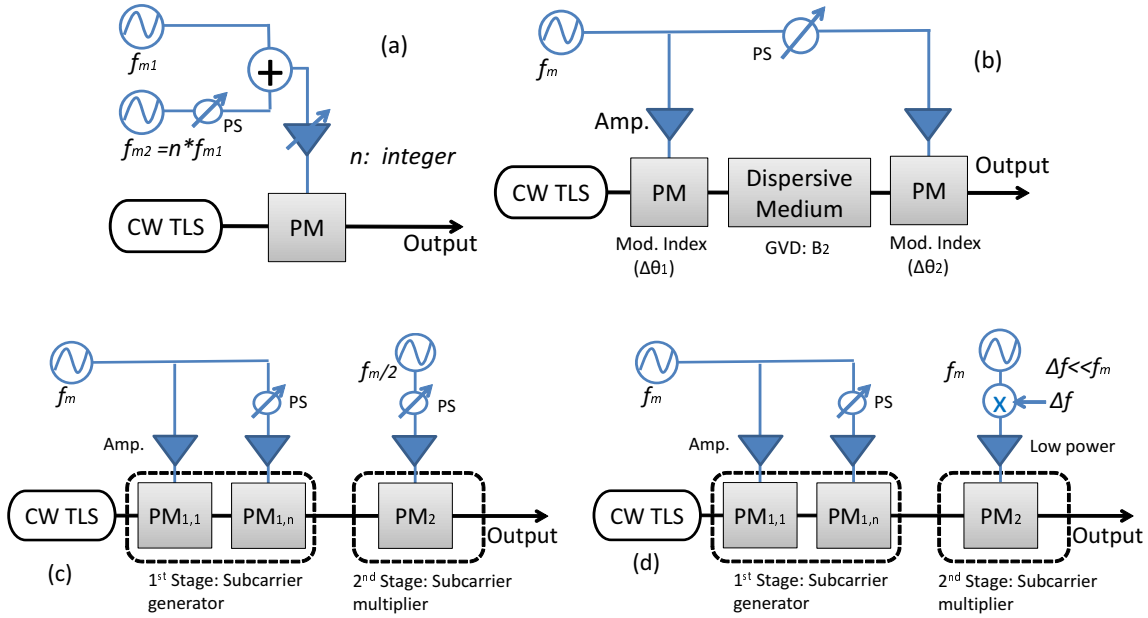 (a)
f_m1
+
PS
f_m2 =n*f_m1
n: integer
CW TLS
PM
Output
(b)
f_m
PS
Amp.
CW TLS
PM
Dispersive
Medium
PM
Output
Mod. Index
(Δθ1)
GVD: B2
Mod. Index
(Δθ2)
f_m
f_m/2
PS
PS
Amp.
CW TLS
PM1,1
PM1,n
PM2
Output
(c)
1st Stage: Subcarrier
generator
2nd Stage: Subcarrier
multiplier
f_m
f_m
Δf<<f_m
X
Δf
PS
Amp.
Low power
CW TLS
PM1,1
PM1,n
PM2
Output
(d)
1st Stage: Subcarrier
generator
2nd Stage: Subcarrier
multiplier